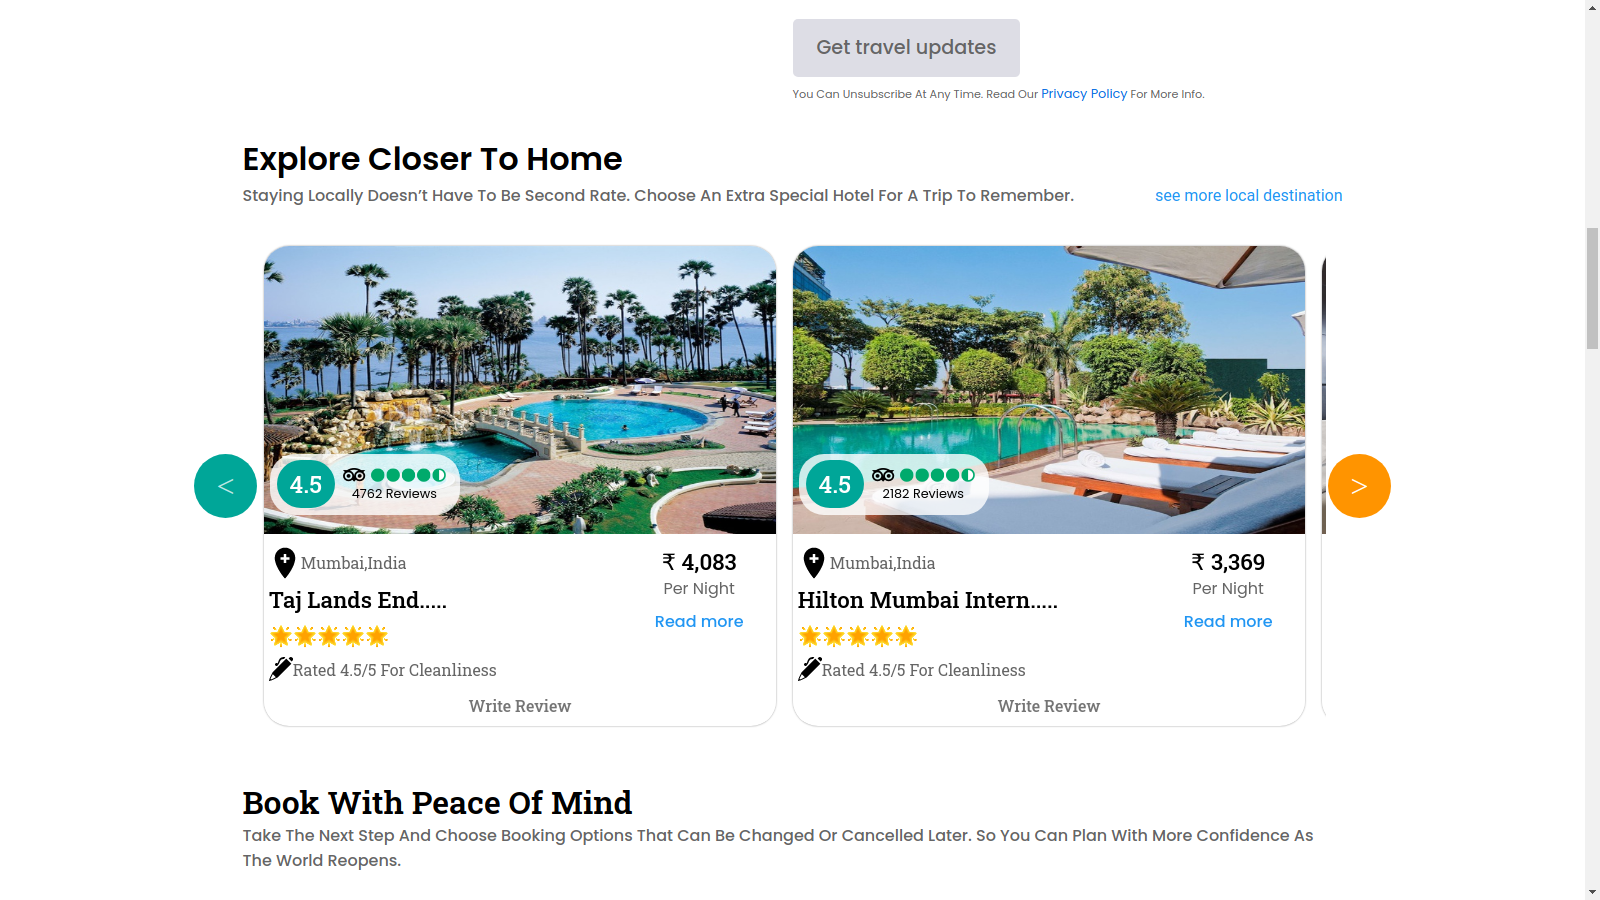 Get travel updates
You Can Unsubscribe At Any Time. Read Our Privacy Policy For More Info.
Explore Closer To Home
Staying Locally Doesn’t Have To Be Second Rate. Choose An Extra Special Hotel For A Trip To Remember.
see more local destination
<
4.5
4762 Reviews
Mumbai,India
₹ 4,083
Per Night
Taj Lands End.....
Read more
Rated 4.5/5 For Cleanliness
Write Review
4.5
2182 Reviews
Mumbai,India
₹ 3,369
Per Night
Hilton Mumbai Intern.....
Read more
Rated 4.5/5 For Cleanliness
Write Review
>
Book With Peace Of Mind
Take The Next Step And Choose Booking Options That Can Be Changed Or Cancelled Later. So You Can Plan With More Confidence As
The World Reopens.